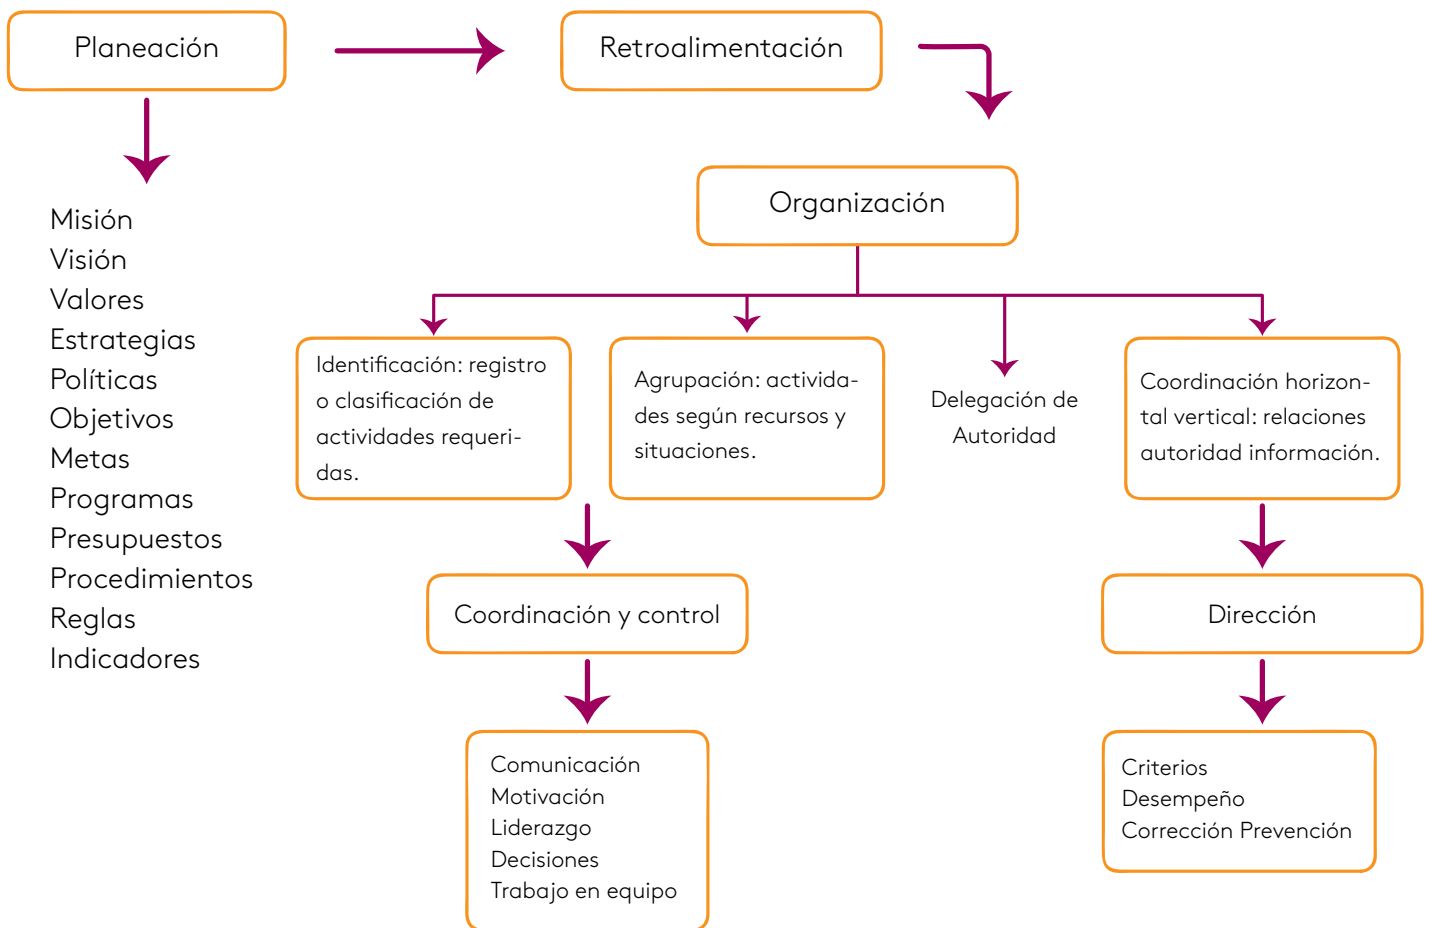 Planeación
Retroalimentación
Organización
Misión
Visión
Valores
Estrategias
Políticas
Objetivos
Metas
Programas
Presupuestos
Procedimientos
Reglas
Indicadores
Identificación: registro
o clasificación de
actividades requeri-
das.
Agrupación: activida-
des según recursos y
situaciones.
Delegación de
Autoridad
Coordinación horizon-
tal vertical: relaciones
autoridad información.
Coordinación y control
Dirección
Comunicación
Motivación
Liderazgo
Decisiones
Trabajo en equipo
Criterios
Desempeño
Corrección Prevención